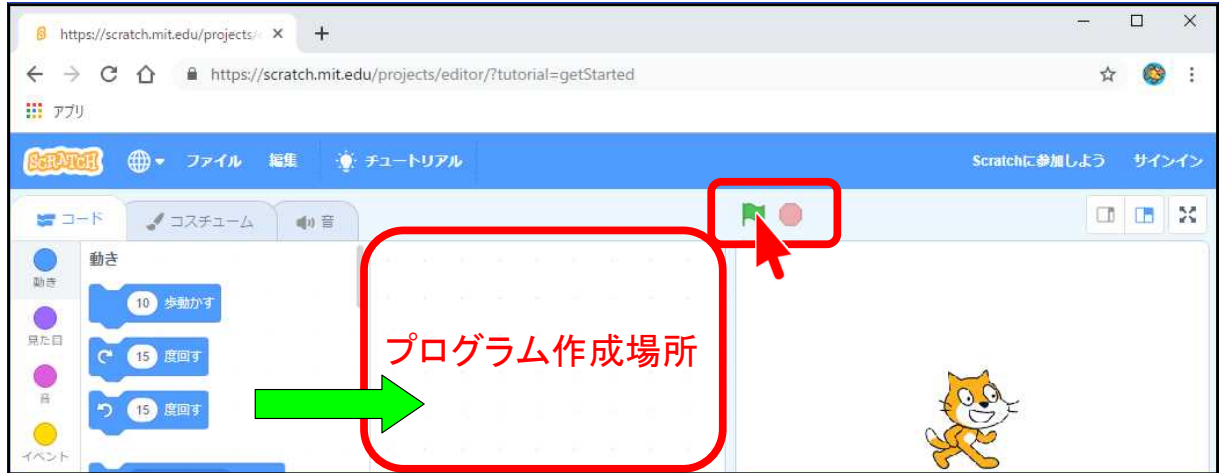 https://scratch.mit.edu/projects/
https://scratch.mit.edu/projects/editor/?tutorial=getStarted
アプリ
SCRATCH ファイル 編集 チュートリアル Scratchに参加しよう サインイン
コード コスチューム 音
動き
動き
見た目
音
イベント
10 歩動かす
15 度回す
15 度回す
プログラム作成場所